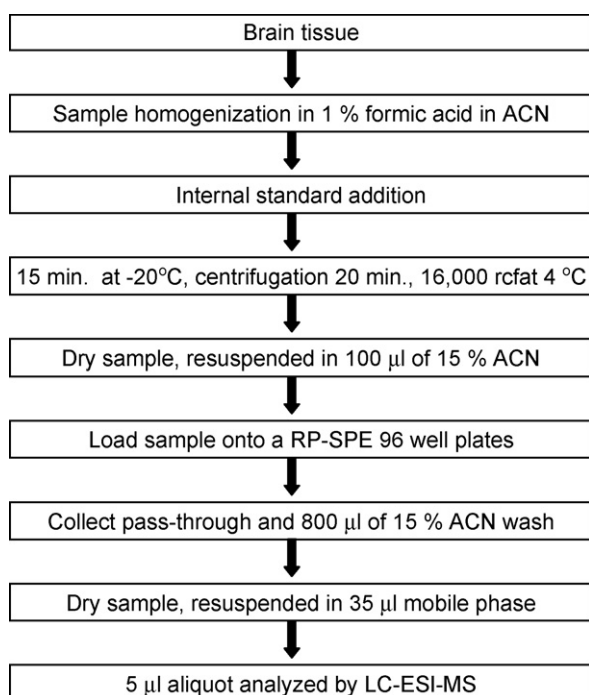 Brain tissue
Sample homogenization in 1 % formic acid in ACN
Internal standard addition
15 min. at -20°C, centrifugation 20 min., 16,000 rcfat 4 °C
Dry sample, resuspended in 100 μl of 15 % ACN
Load sample onto a RP-SPE 96 well plates
Collect pass-through and 800 μl of 15 % ACN wash
Dry sample, resuspended in 35 μl mobile phase
5 μl aliquot analyzed by LC-ESI-MS